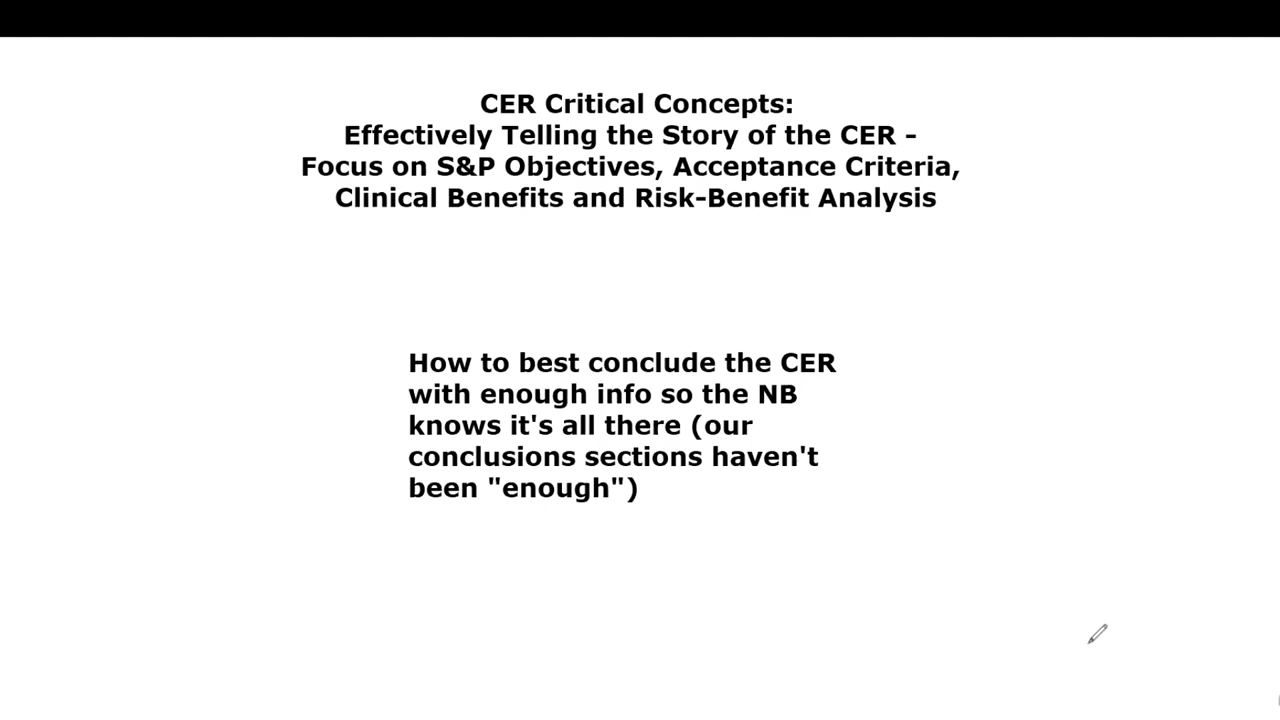 CER Critical Concepts:
Effectively Telling the Story of the CER -
Focus on S&P Objectives, Acceptance Criteria,
Clinical Benefits and Risk-Benefit Analysis
How to best conclude the CER
with enough info so the NB
knows it's all there (our
conclusions sections haven't
been "enough")